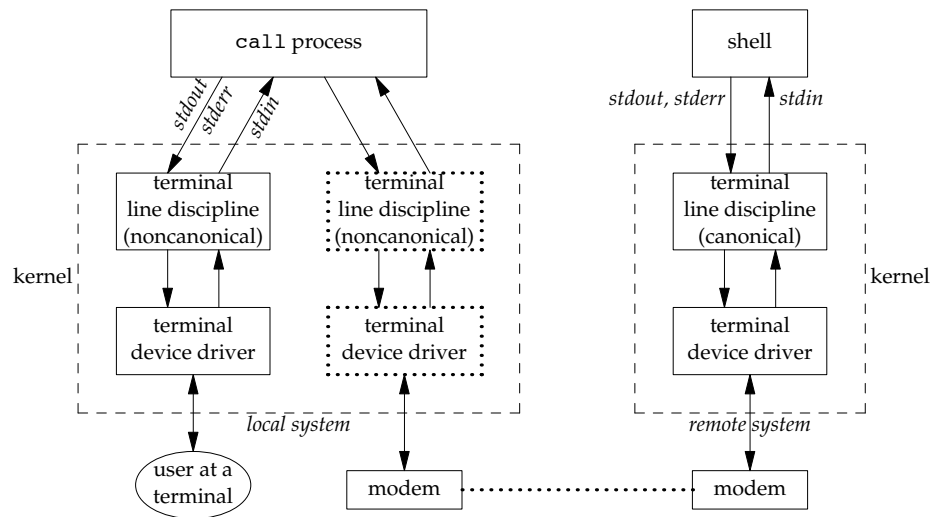 call process
shell
stdout
stderr
stdin
stdout, stderr
stdin
terminal
line discipline
(noncanonical)
terminal
line discipline
(noncanonical)
terminal
line discipline
(canonical)
kernel
kernel
terminal
device driver
terminal
device driver
terminal
device driver
local system
remote system
user at a
terminal
modem
modem